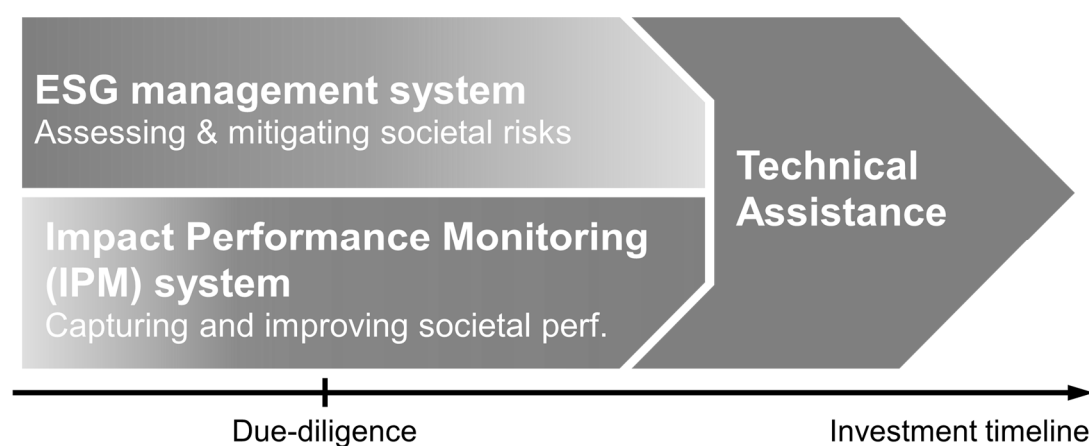 ESG management system
Assessing & mitigating societal risks
Impact Performance Monitoring
(IPM) system
Capturing and improving societal perf.
Technical
Assistance
Due-diligence
Investment timeline